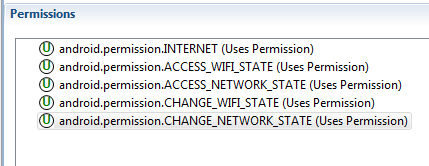 Permissions
U android.permission.INTERNET (Uses Permission)
U android.permission.ACCESS_WIFI_STATE (Uses Permission)
U android.permission.ACCESS_NETWORK_STATE (Uses Permission)
U android.permission.CHANGE_WIFI_STATE (Uses Permission)
U android.permission.CHANGE_NETWORK_STATE (Uses Permission)